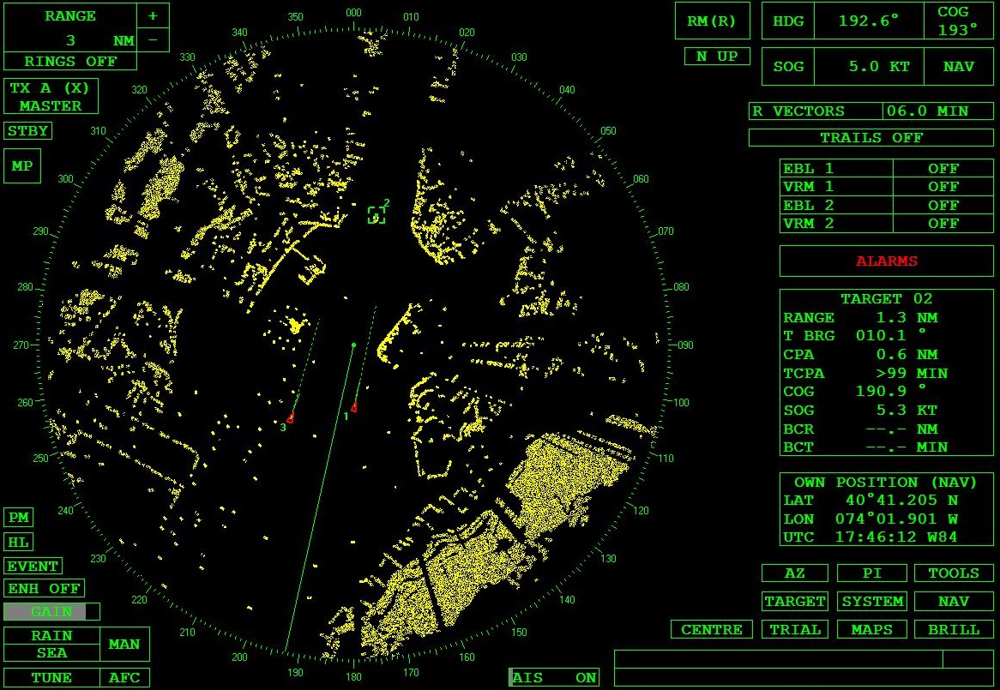 RANGE +
3 NM −
RINGS OFF
TX A (X)
MASTER
STBY
MP
PM
HL
EVENT
ENH OFF
GAIN
RAIN
SEA
MAN
TUNE AFC
000
010
020
030
040
050
060
070
080
090
100
110
120
130
140
150
160
170
180
190
200
210
220
230
240
250
260
270
280
290
300
310
320
330
340
350
2
1
3
AIS ON
RM(R)
N UP
HDG 192.6° COG
193°
SOG 5.0 KT NAV
R VECTORS 06.0 MIN
TRAILS OFF
EBL 1 OFF
VRM 1 OFF
EBL 2 OFF
VRM 2 OFF
ALARMS
TARGET 02
RANGE 1.3 NM
T BRG 010.1 °
CPA 0.6 NM
TCPA >99 MIN
COG 190.9 °
SOG 5.3 KT
BCR --.- NM
BCT --.- MIN
OWN POSITION (NAV)
LAT 40°41.205 N
LON 074°01.901 W
UTC 17:46:12 W84
AZ PI TOOLS
TARGET SYSTEM NAV
CENTRE TRIAL MAPS BRILL